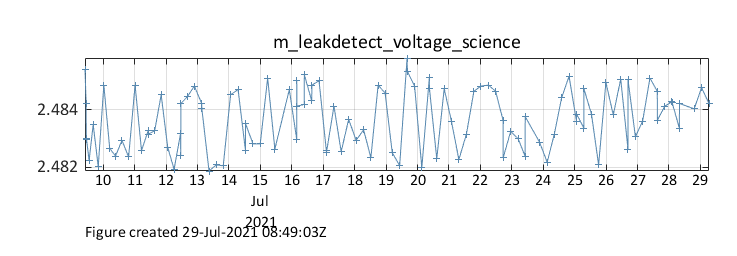 m_leakdetect_voltage_science
2.484
2.482
10 11 12 13 14 15 16 17 18 19 20 21 22 23 24 25 26 27 28 29
Jul
2021
Figure created 29-Jul-2021 08:49:03Z